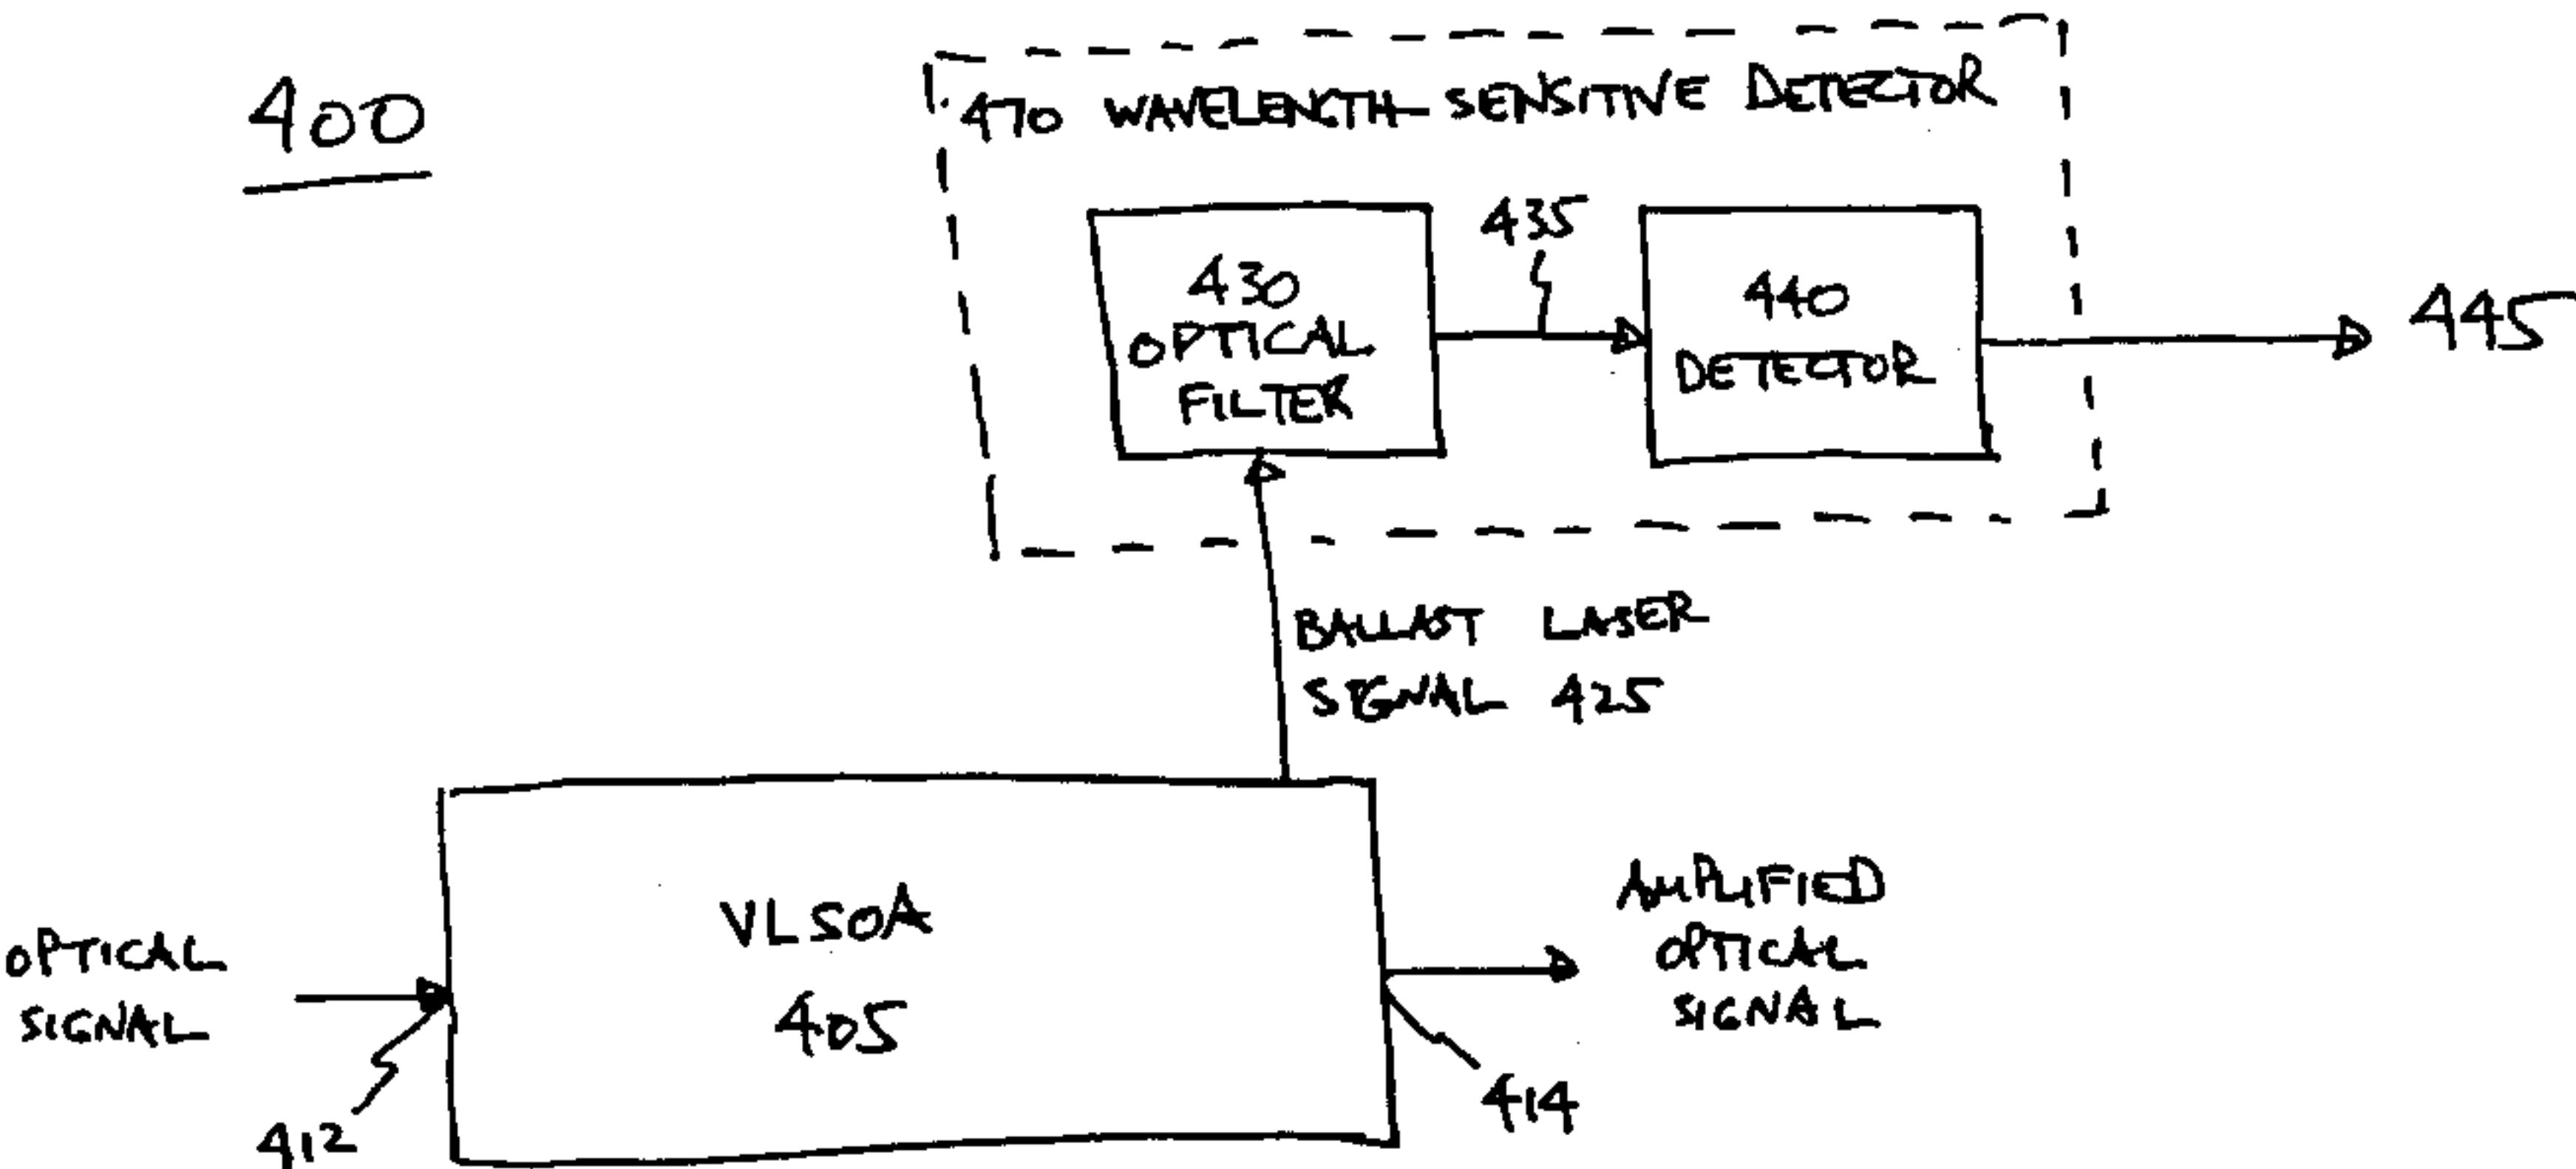 400
470 WAVELENGTH-SENSITIVE DETECTOR
435
430
OPTICAL
FILTER
440
DETECTOR
445
BALLAST LASER
SIGNAL 425
VLSOA
405
OPTICAL
SIGNAL
412
AMPLIFIED
OPTICAL
SIGNAL
414